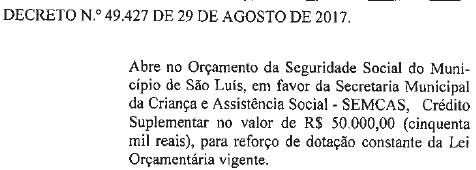 DECRETO N.º 49.427 DE 29 DE AGOSTO DE 2017.
Abre no Orçamento da Seguridade Social do Muni-
cípio de São Luís, em favor da Secretaria Municipal
da Criança e Assistência Social - SEMCAS, Crédito
Suplementar no valor de R$ 50.000,00 (cinquenta
mil reais), para reforço de dotação constante da Lei
Orçamentária vigente.